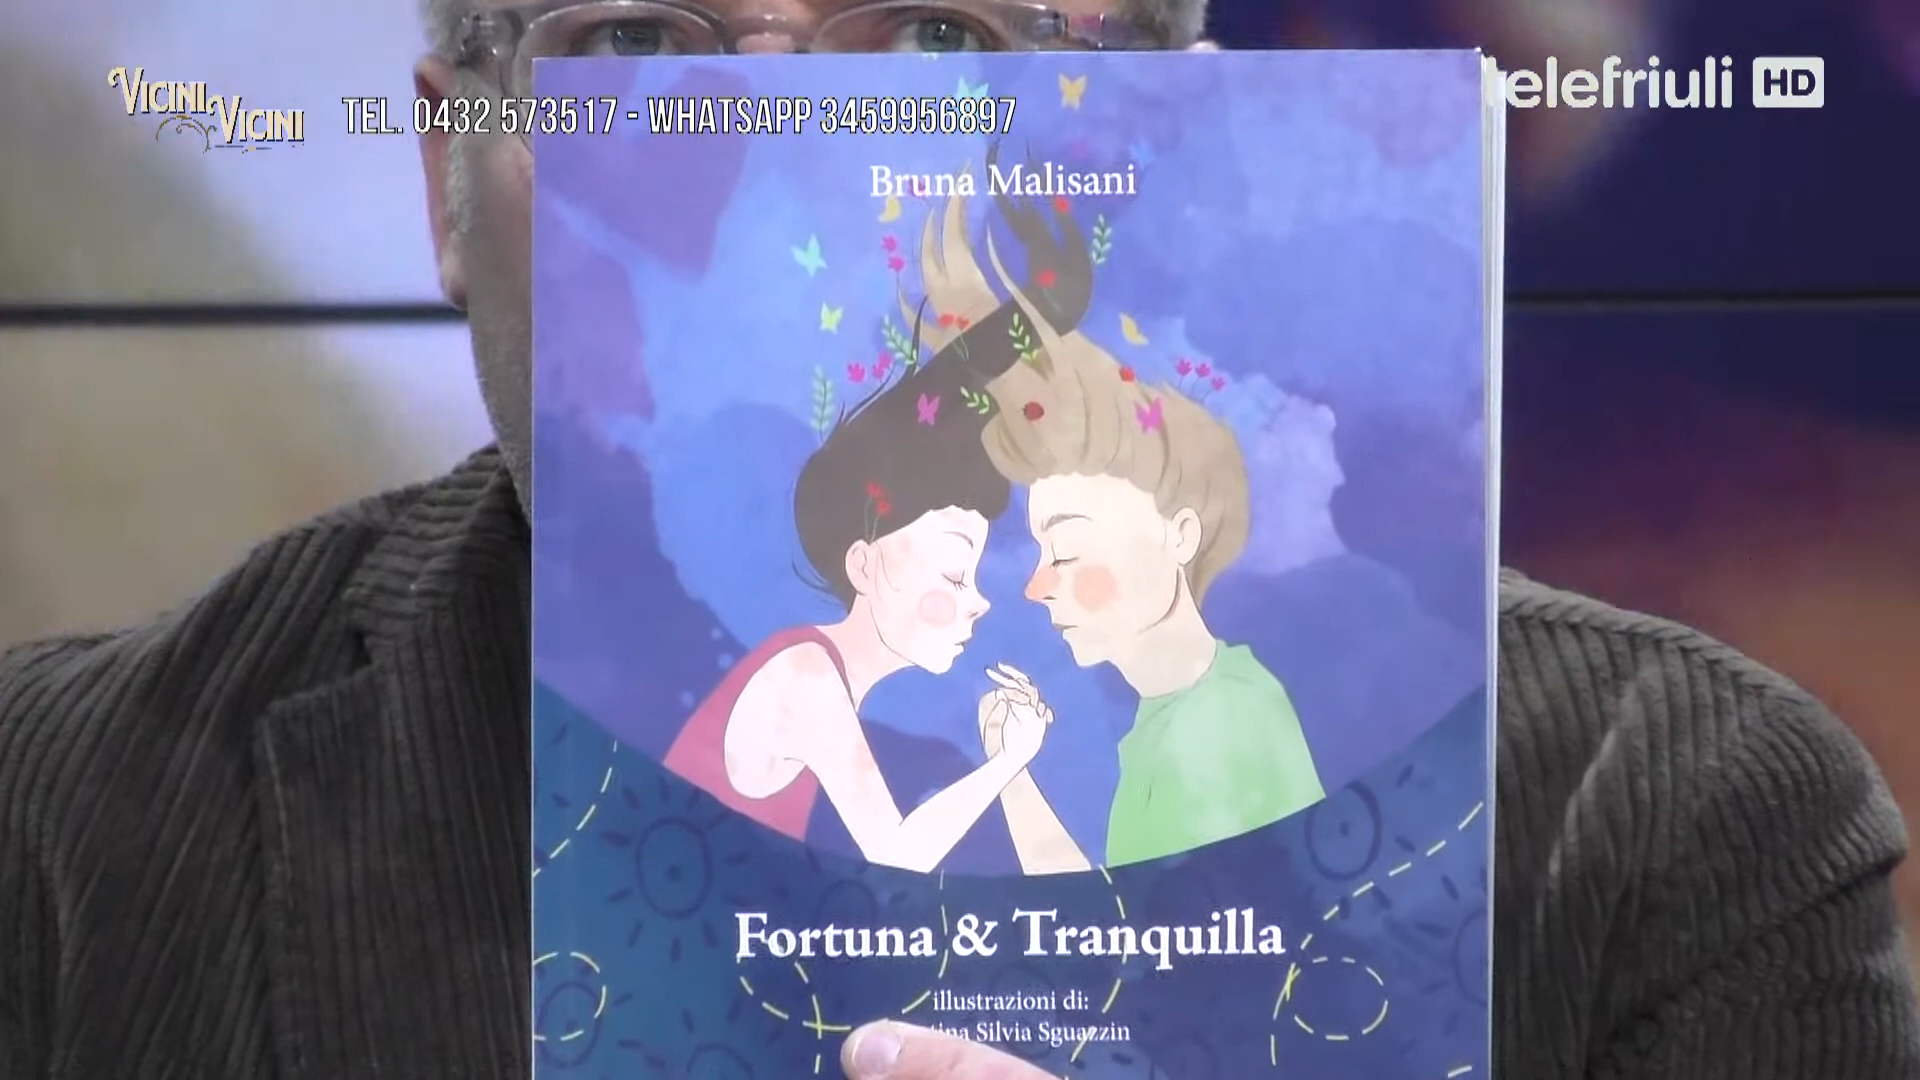 VICINI VICINI
TEL. 0432 573517 - WHATSAPP 3459956897
telefriuli HD
Bruna Malisani
Fortuna & Tranquilla
illustrazioni di:
Silvia Sguazzin